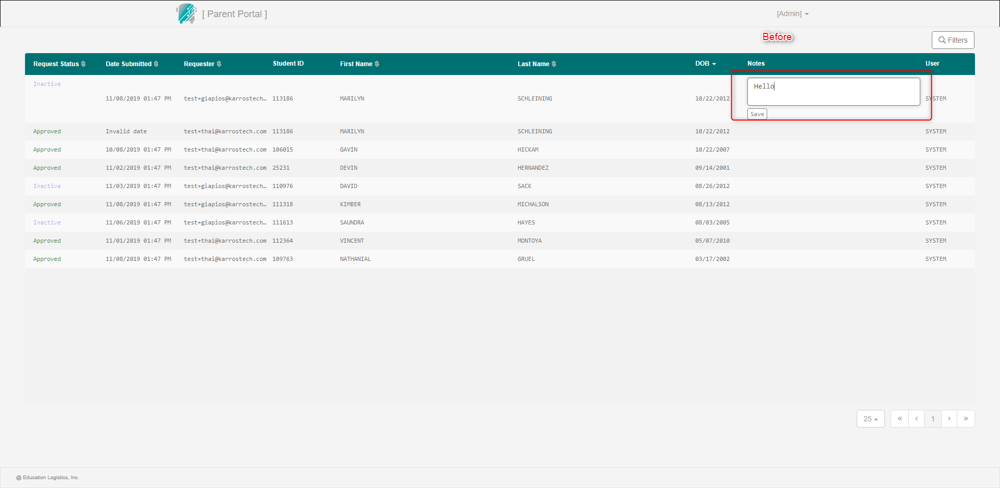 [ Parent Portal ] [Admin]
Before
Filters
Request Status Date Submitted Requester Student ID First Name Last Name DOB Notes User
Inactive 11/08/2019 01:47 PM test+giapios@karrostech… 113186 MARILYN SCHLEINING 10/22/2012 Hello SYSTEM
Save
Approved Invalid date test+thai@karrostech.com 113186 MARILYN SCHLEINING 10/22/2012 SYSTEM
Approved 10/08/2019 01:47 PM test+thai@karrostech.com 106015 GAVIN HICKAM 10/22/2007 SYSTEM
Approved 11/02/2019 01:47 PM test+thai@karrostech.com 25231 DEVIN HERNANDEZ 09/14/2001 SYSTEM
Inactive 11/03/2019 01:47 PM test+giapios@karrostech… 110976 DAVID SACK 08/26/2012 SYSTEM
Approved 11/08/2019 01:47 PM test+giapios@karrostech… 111318 KIMBER MICHALSON 08/13/2012 SYSTEM
Inactive 11/06/2019 01:47 PM test+giapios@karrostech… 111613 SAUNDRA HAYES 08/03/2005 SYSTEM
Approved 11/01/2019 01:47 PM test+thai@karrostech.com 112364 VINCENT MONTOYA 05/07/2010 SYSTEM
Approved 11/08/2019 01:47 PM test+thai@karrostech.com 109763 NATHANIAL GRUEL 03/17/2002 SYSTEM
25 « ‹ 1 › »
@ Education Logistics, Inc.